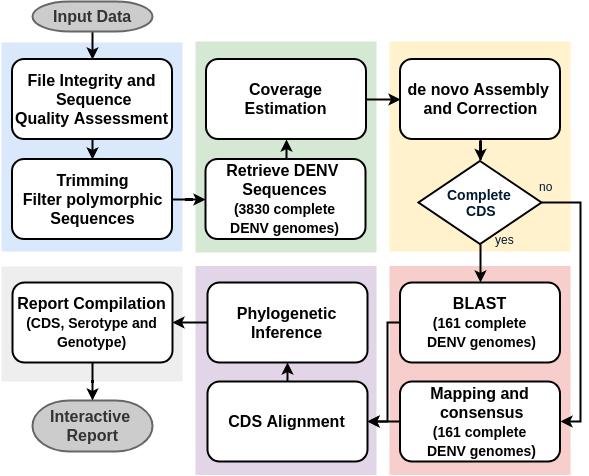 Input Data
File Integrity and
Sequence
Quality Assessment
Trimming
Filter polymorphic
Sequences
Coverage
Estimation
Retrieve DENV
Sequences
(3830 complete
DENV genomes)
de novo Assembly
and Correction
Complete
CDS
no
yes
BLAST
(161 complete
DENV genomes)
Mapping and
consensus
(161 complete
DENV genomes)
Phylogenetic
Inference
CDS Alignment
Report Compilation
(CDS, Serotype and
Genotype)
Interactive
Report